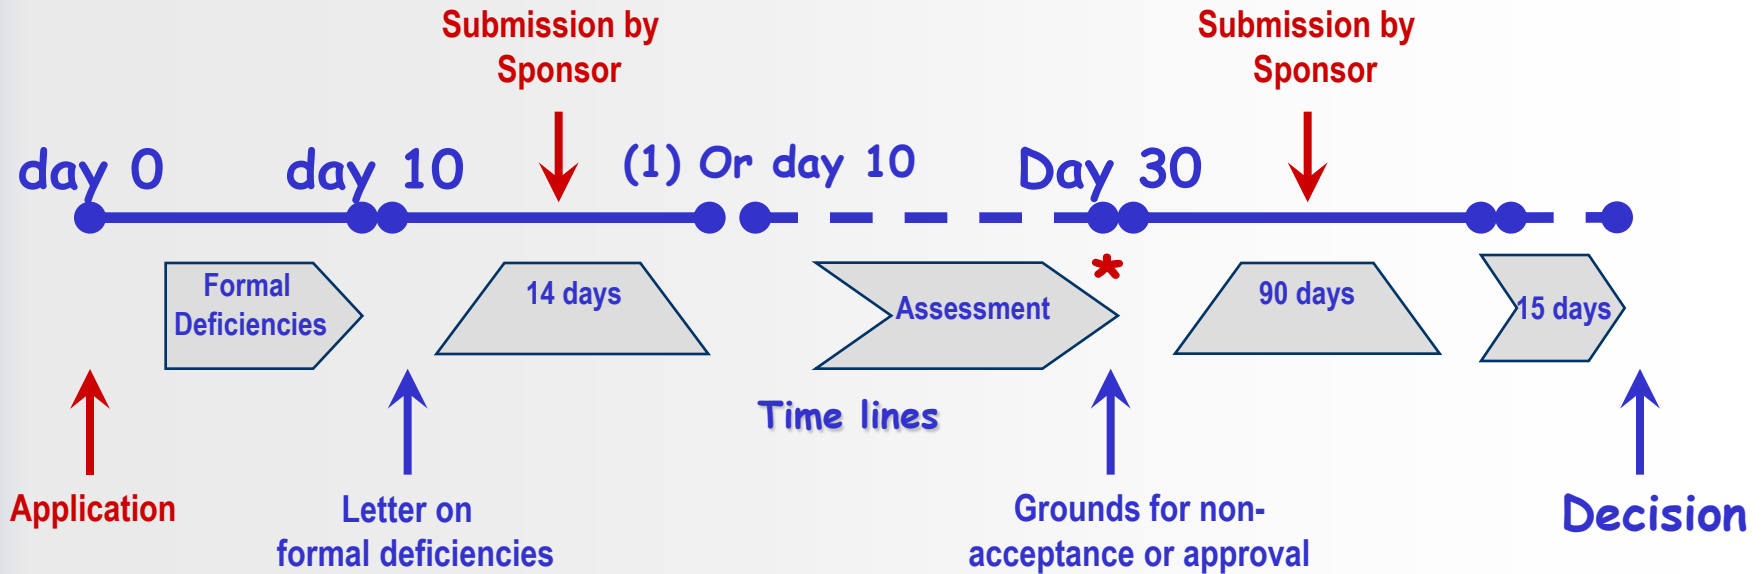 Submission by
Sponsor
Submission by
Sponsor
day 0
day 10
(1) Or day 10
Day 30
*
Formal
Deficiencies
14 days
Assessment
90 days
15 days
Time lines
Application
Letter on
formal deficiencies
Grounds for non-
acceptance or approval
Decision